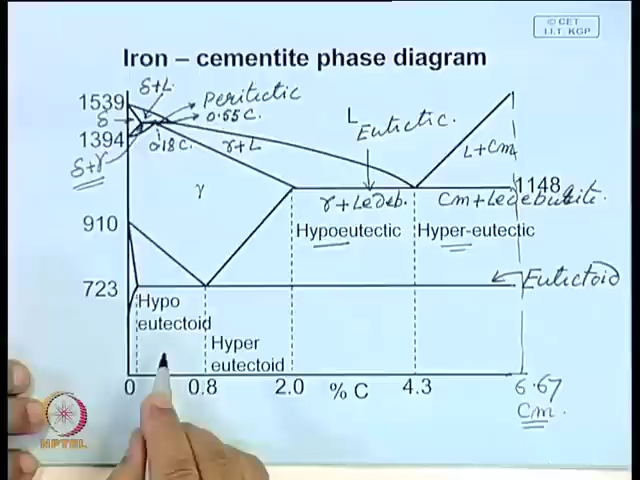 © CET
I.I.T. KGP
Iron – cementite phase diagram
δ+L
1539
Peritectic
δ
0.55 C.
L
Eutectic.
1394
0.18 C.
γ+L
L+Cm
δ+γ
γ
1148
γ+Ledeb.
Cm+Ledeburite.
910
Hypoeutectic
Hyper-eutectic
723
Eutectoid
Hypo
eutectoid
Hyper
eutectoid
0
0.8
2.0
% C
4.3
6.67
Cm.
NPTEL